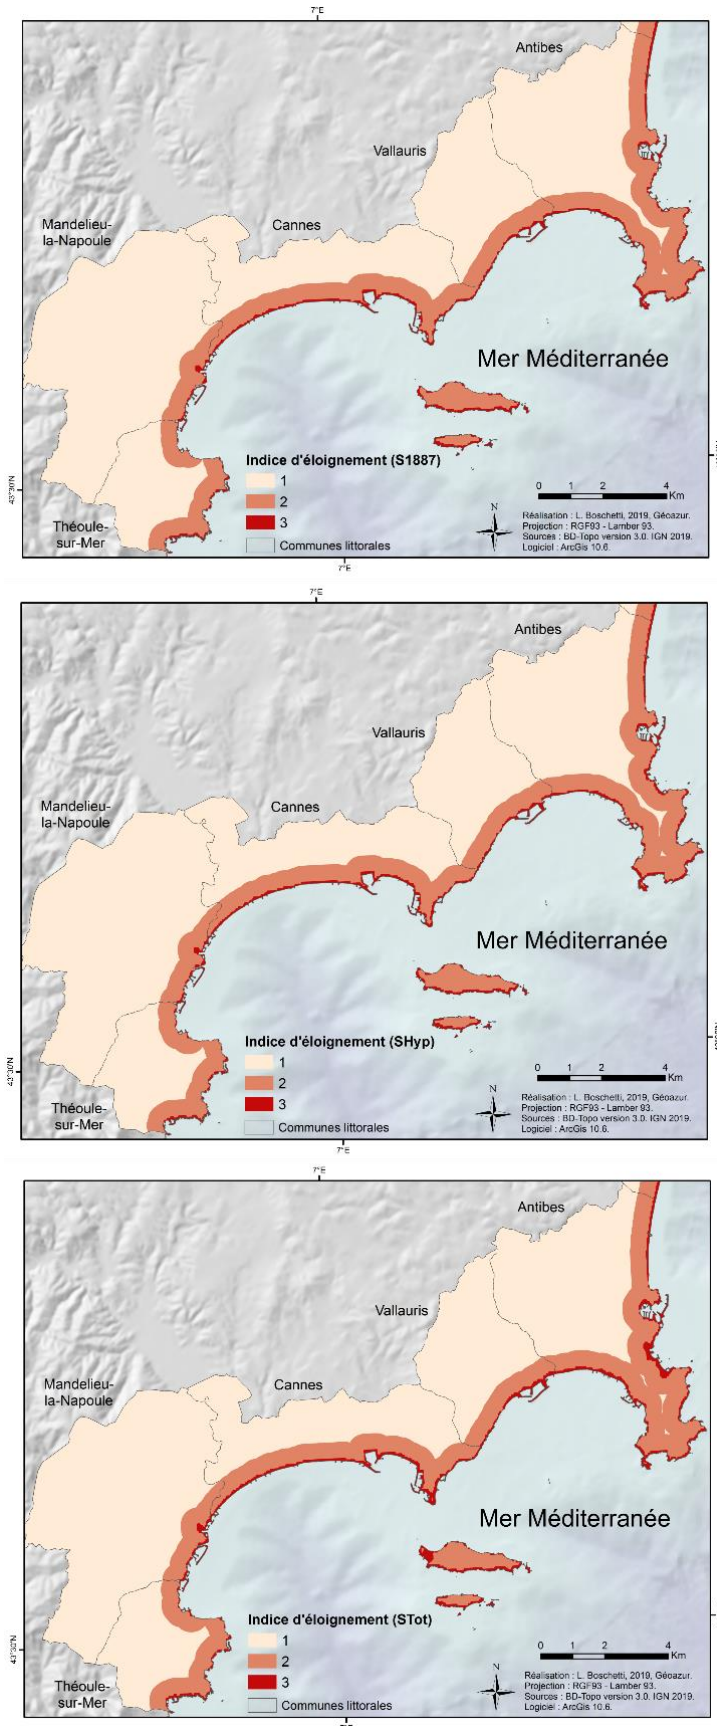 7°E
Antibes
Vallauris
Mandelieu-
la-Napoule
Cannes
Mer Méditerranée
Indice d'éloignement (S1887)
1
2
3
Communes littorales
Théoule-
sur-Mer
43°30'N
0 2 4
Km
N
Réalisation : L. Boschetti, 2019, Géoazur.
Projection : RGF93 - Lamber 93.
Sources : BD-Topo version 3.0. IGN 2019.
Logiciel : ArcGis 10.6.
7°E
7°E
Antibes
Vallauris
Mandelieu-
la-Napoule
Cannes
Mer Méditerranée
Indice d'éloignement (SHyp)
1
2
3
Communes littorales
Théoule-
sur-Mer
43°30'N
0 2 4
Km
N
Réalisation : L. Boschetti, 2019, Géoazur.
Projection : RGF93 - Lamber 93.
Sources : BD-Topo version 3.0. IGN 2019.
Logiciel : ArcGis 10.6.
7°E
7°E
Antibes
Vallauris
Mandelieu-
la-Napoule
Cannes
Mer Méditerranée
Indice d'éloignement (STot)
1
2
3
Communes littorales
Théoule-
sur-Mer
43°30'N
0 2 4
Km
N
Réalisation : L. Boschetti, 2019, Géoazur.
Projection : RGF93 - Lamber 93.
Sources : BD-Topo version 3.0. IGN 2019.
Logiciel : ArcGis 10.6.